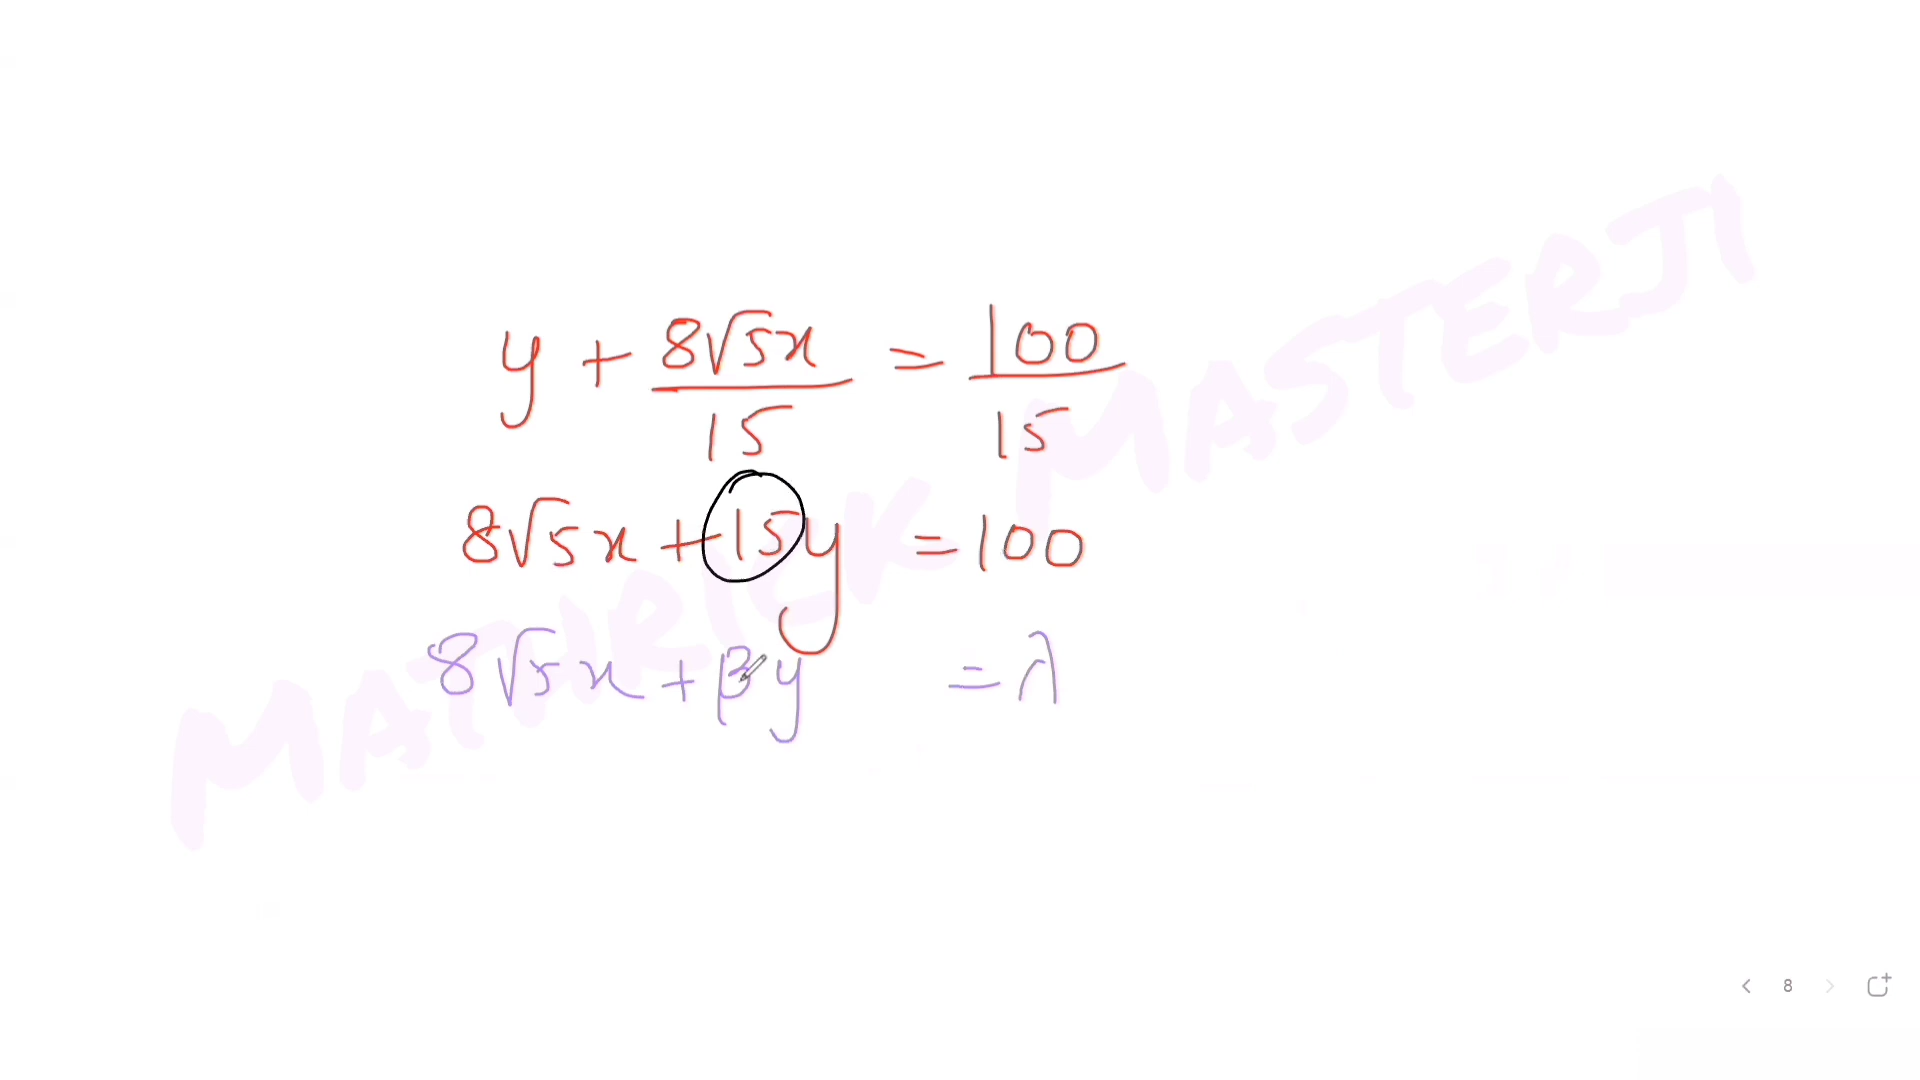 y + 8√5x/15 = 100/15
8√5x + 15y = 100
8√5x + βy = λ
MATHRICK MASTERJI
8